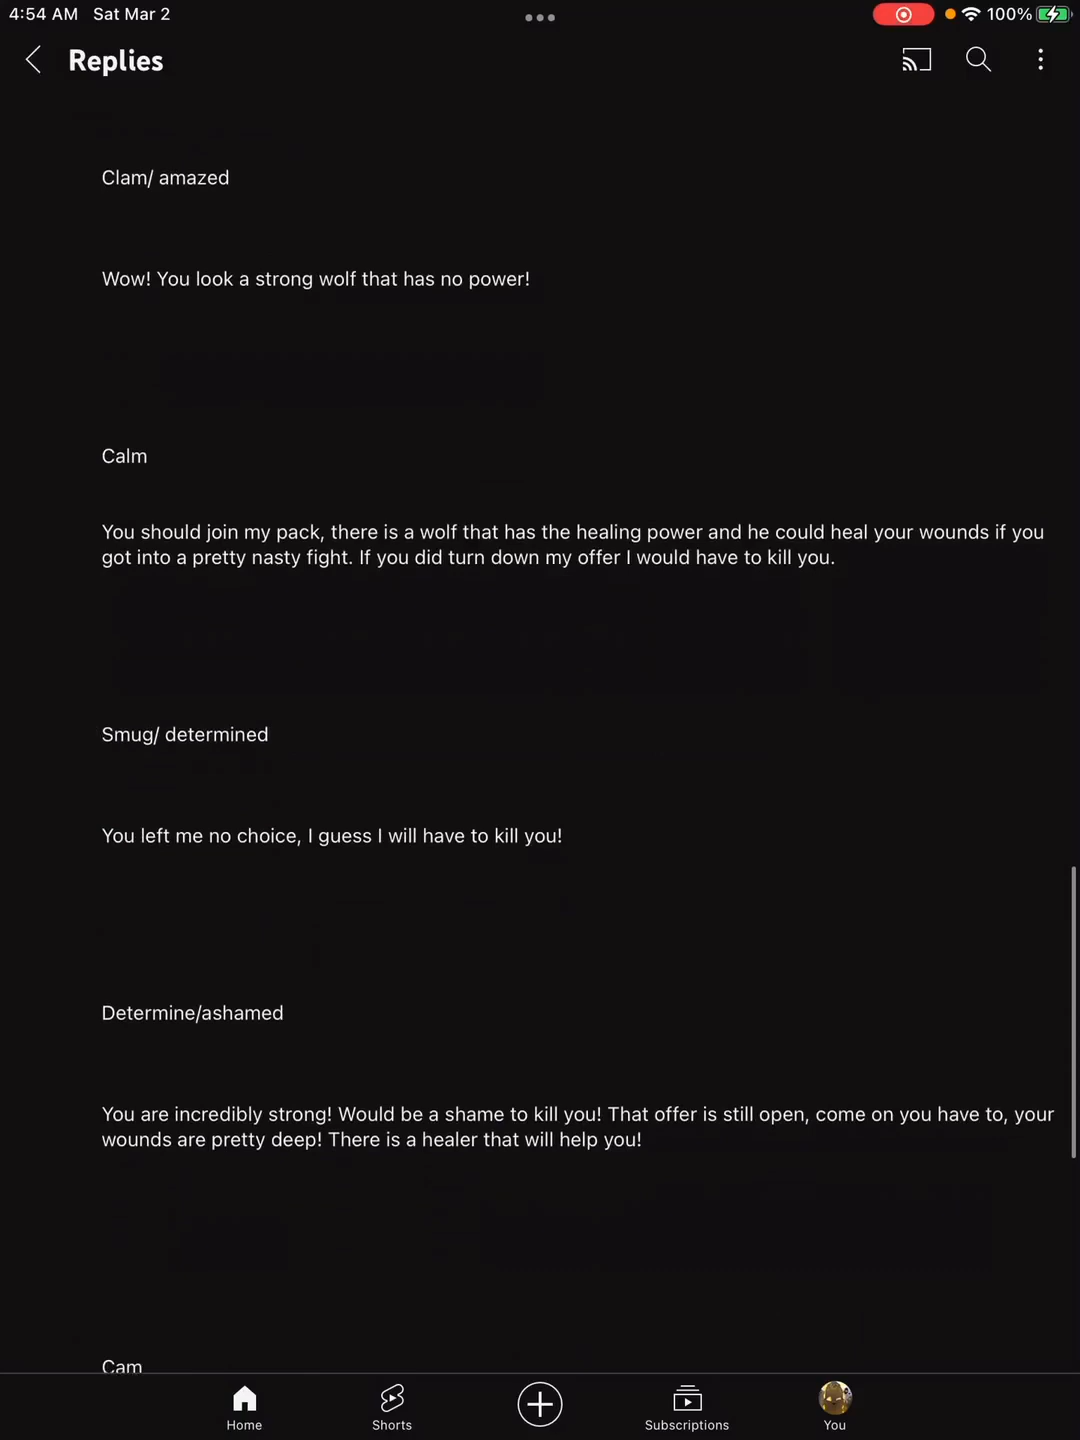 4:54 AM Sat Mar 2
100%
Replies
Clam/ amazed
Wow! You look a strong wolf that has no power!
Calm
You should join my pack, there is a wolf that has the healing power and he could heal your wounds if you
got into a pretty nasty fight. If you did turn down my offer I would have to kill you.
Smug/ determined
You left me no choice, I guess I will have to kill you!
Determine/ashamed
You are incredibly strong! Would be a shame to kill you! That offer is still open, come on you have to, your
wounds are pretty deep! There is a healer that will help you!
Cam
Home
Shorts
Subscriptions
You